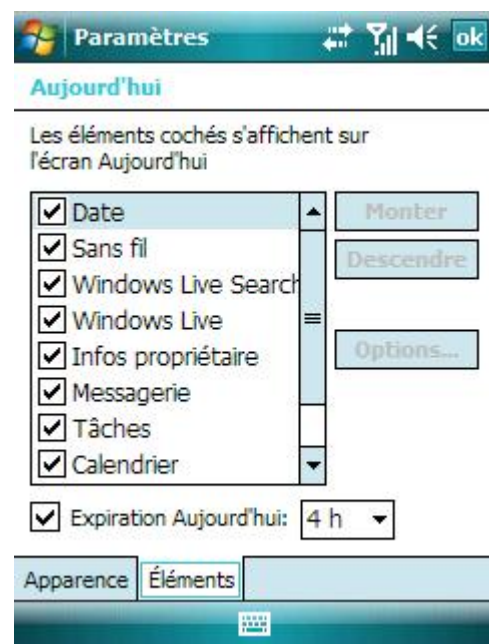 Paramètres ok
Aujourd'hui
Les éléments cochés s'affichent sur
l'écran Aujourd'hui
Date
Sans fil
Windows Live Search
Windows Live
Infos propriétaire
Messagerie
Tâches
Calendrier
Monter
Descendre
Options...
Expiration Aujourd'hui: 4 h
Apparence Éléments